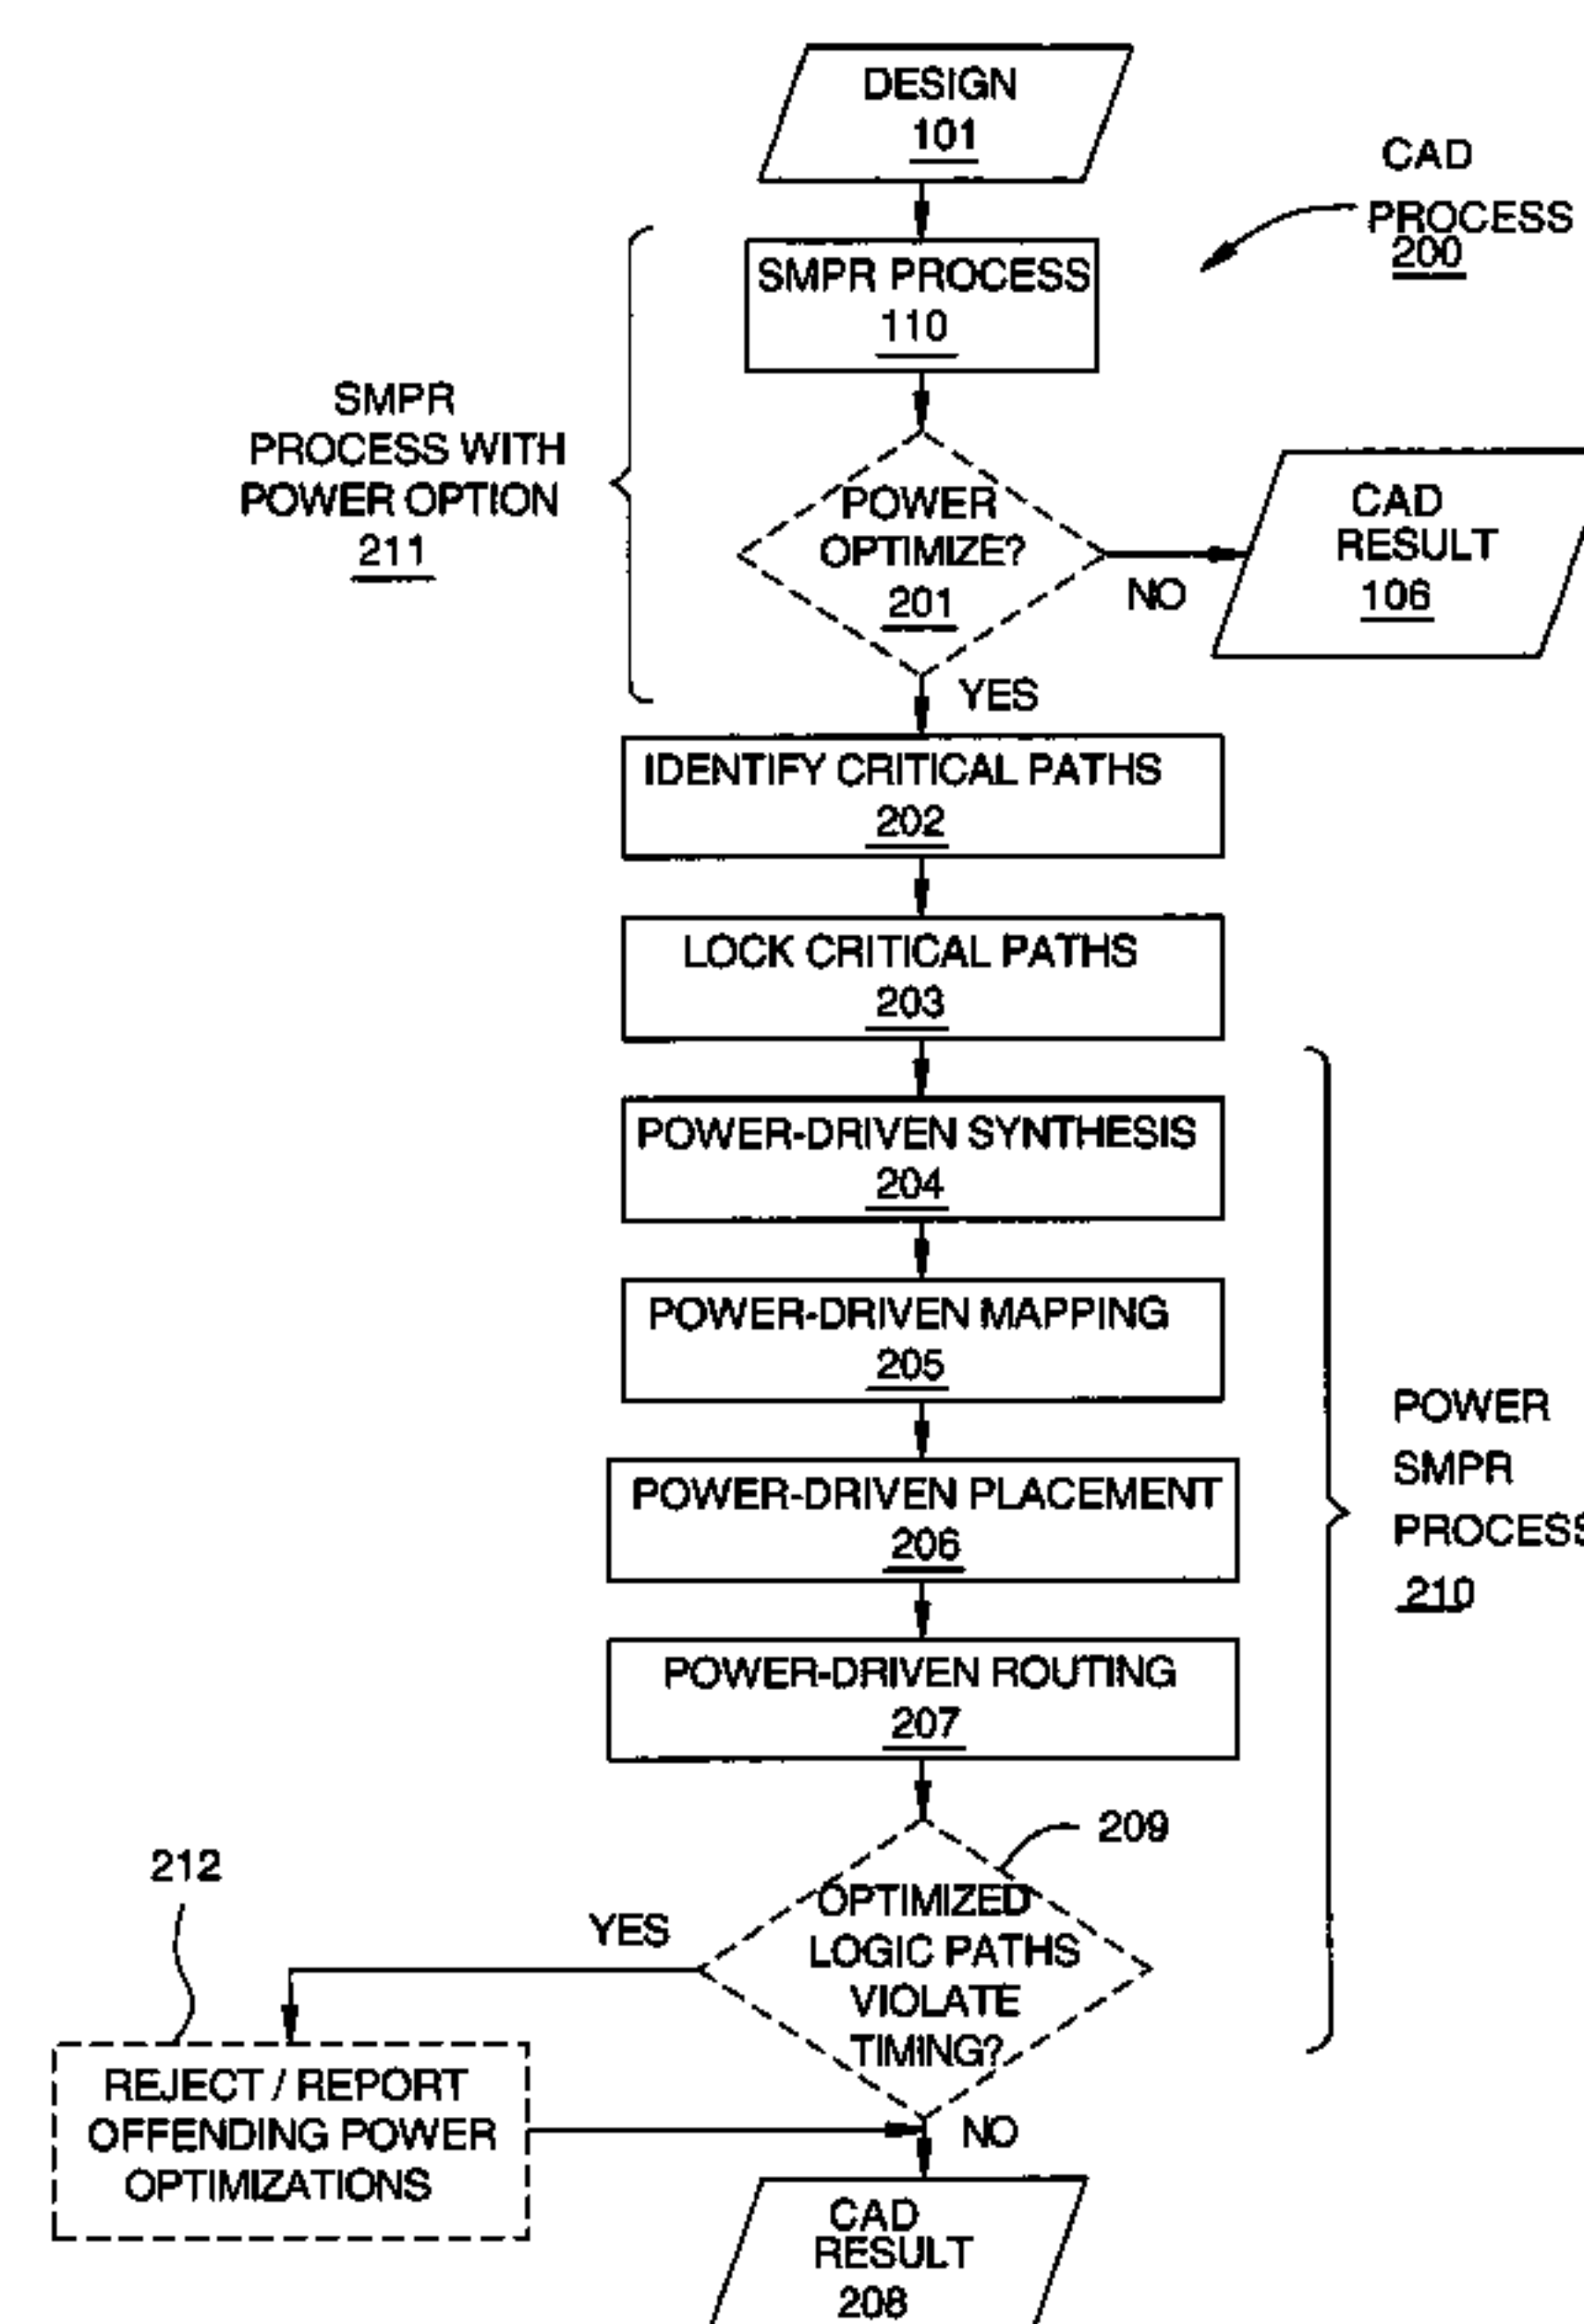 DESIGN
101
CAD
PROCESS
200
SMPR PROCESS
110
SMPR
PROCESS WITH
POWER OPTION
211
POWER
OPTIMIZE?
201
NO
CAD
RESULT
106
YES
IDENTIFY CRITICAL PATHS
202
LOCK CRITICAL PATHS
203
POWER-DRIVEN SYNTHESIS
204
POWER-DRIVEN MAPPING
205
POWER-DRIVEN PLACEMENT
206
POWER
SMPR
PROCESS
210
POWER-DRIVEN ROUTING
207
209
212
YES
OPTIMIZED
LOGIC PATHS
VIOLATE
TIMING?
REJECT / REPORT
OFFENDING POWER
OPTIMIZATIONS
NO
CAD
RESULT
208